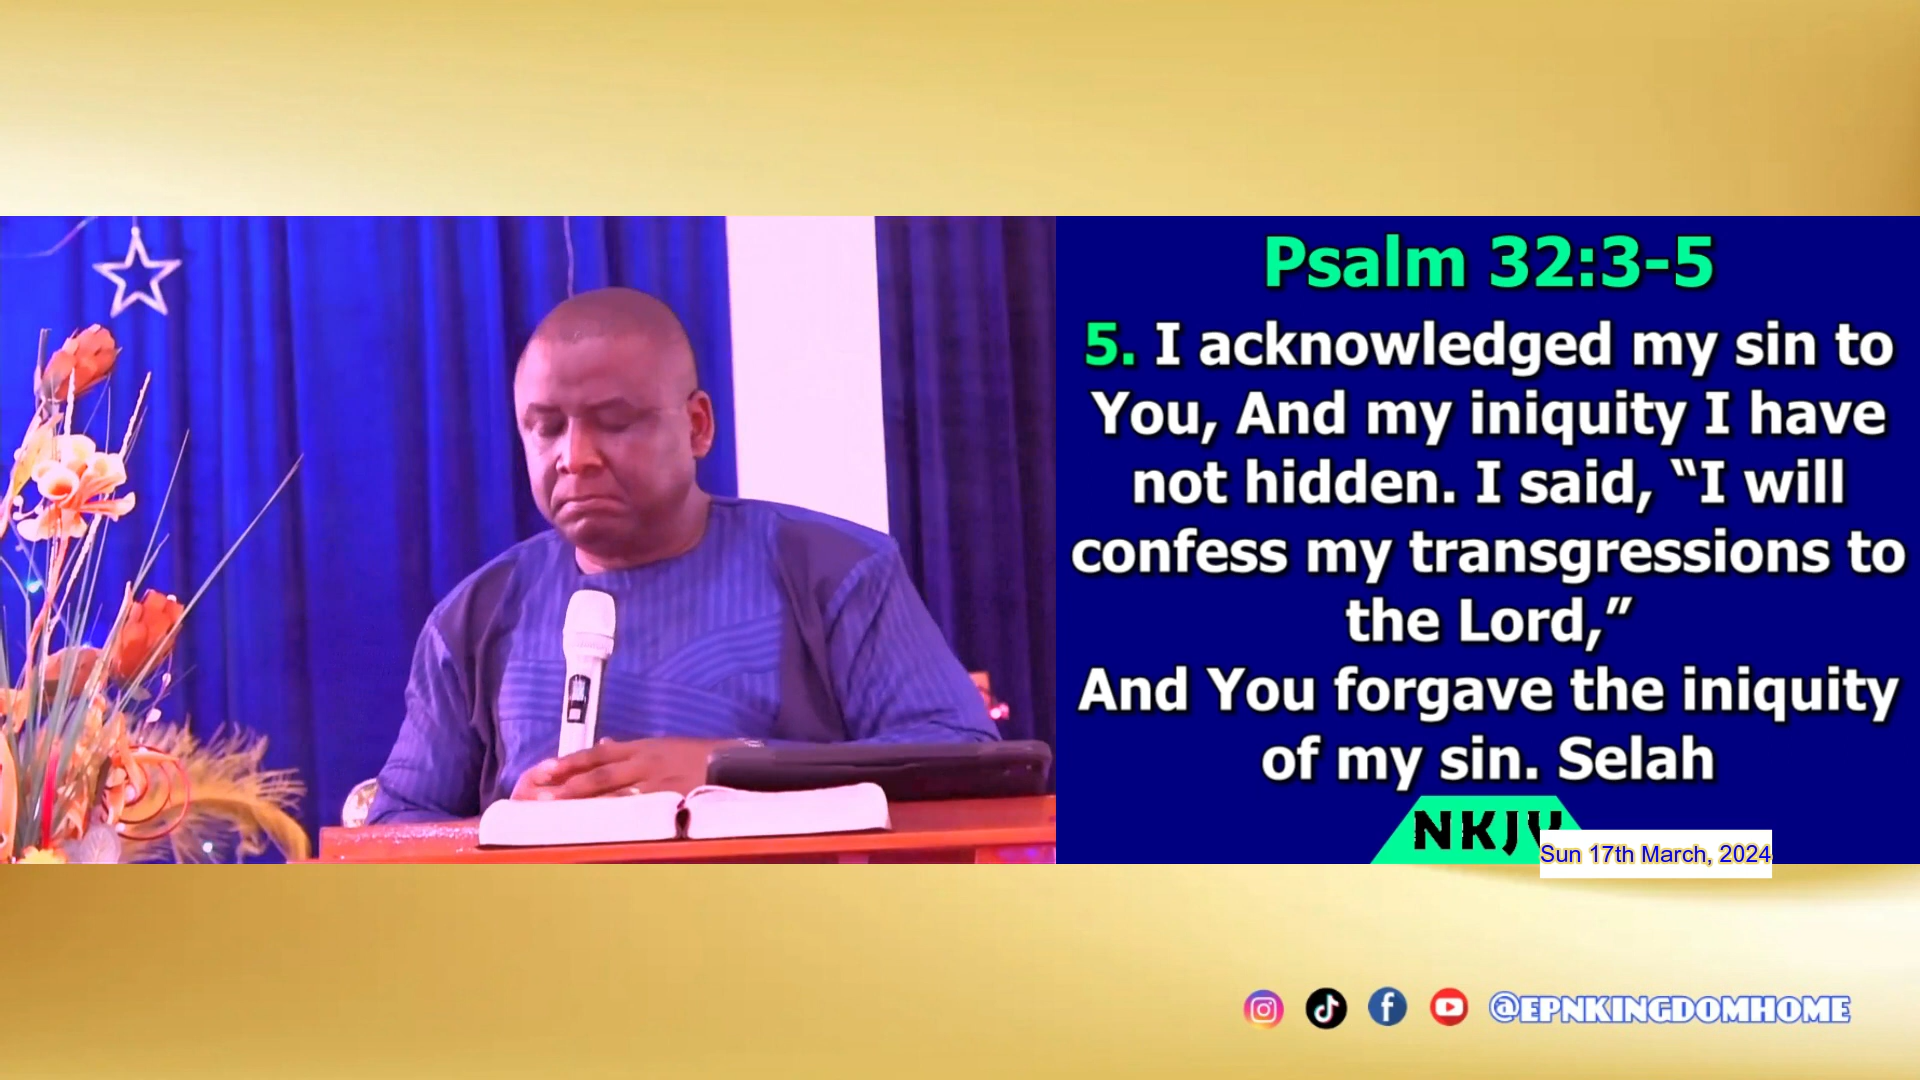 Psalm 32:3-5
5. I acknowledged my sin to
You, And my iniquity I have
not hidden. I said, “I will
confess my transgressions to
the Lord,”
And You forgave the iniquity
of my sin. Selah
NKJV
Sun 17th March, 2024
@EPNKINGDOMHOME